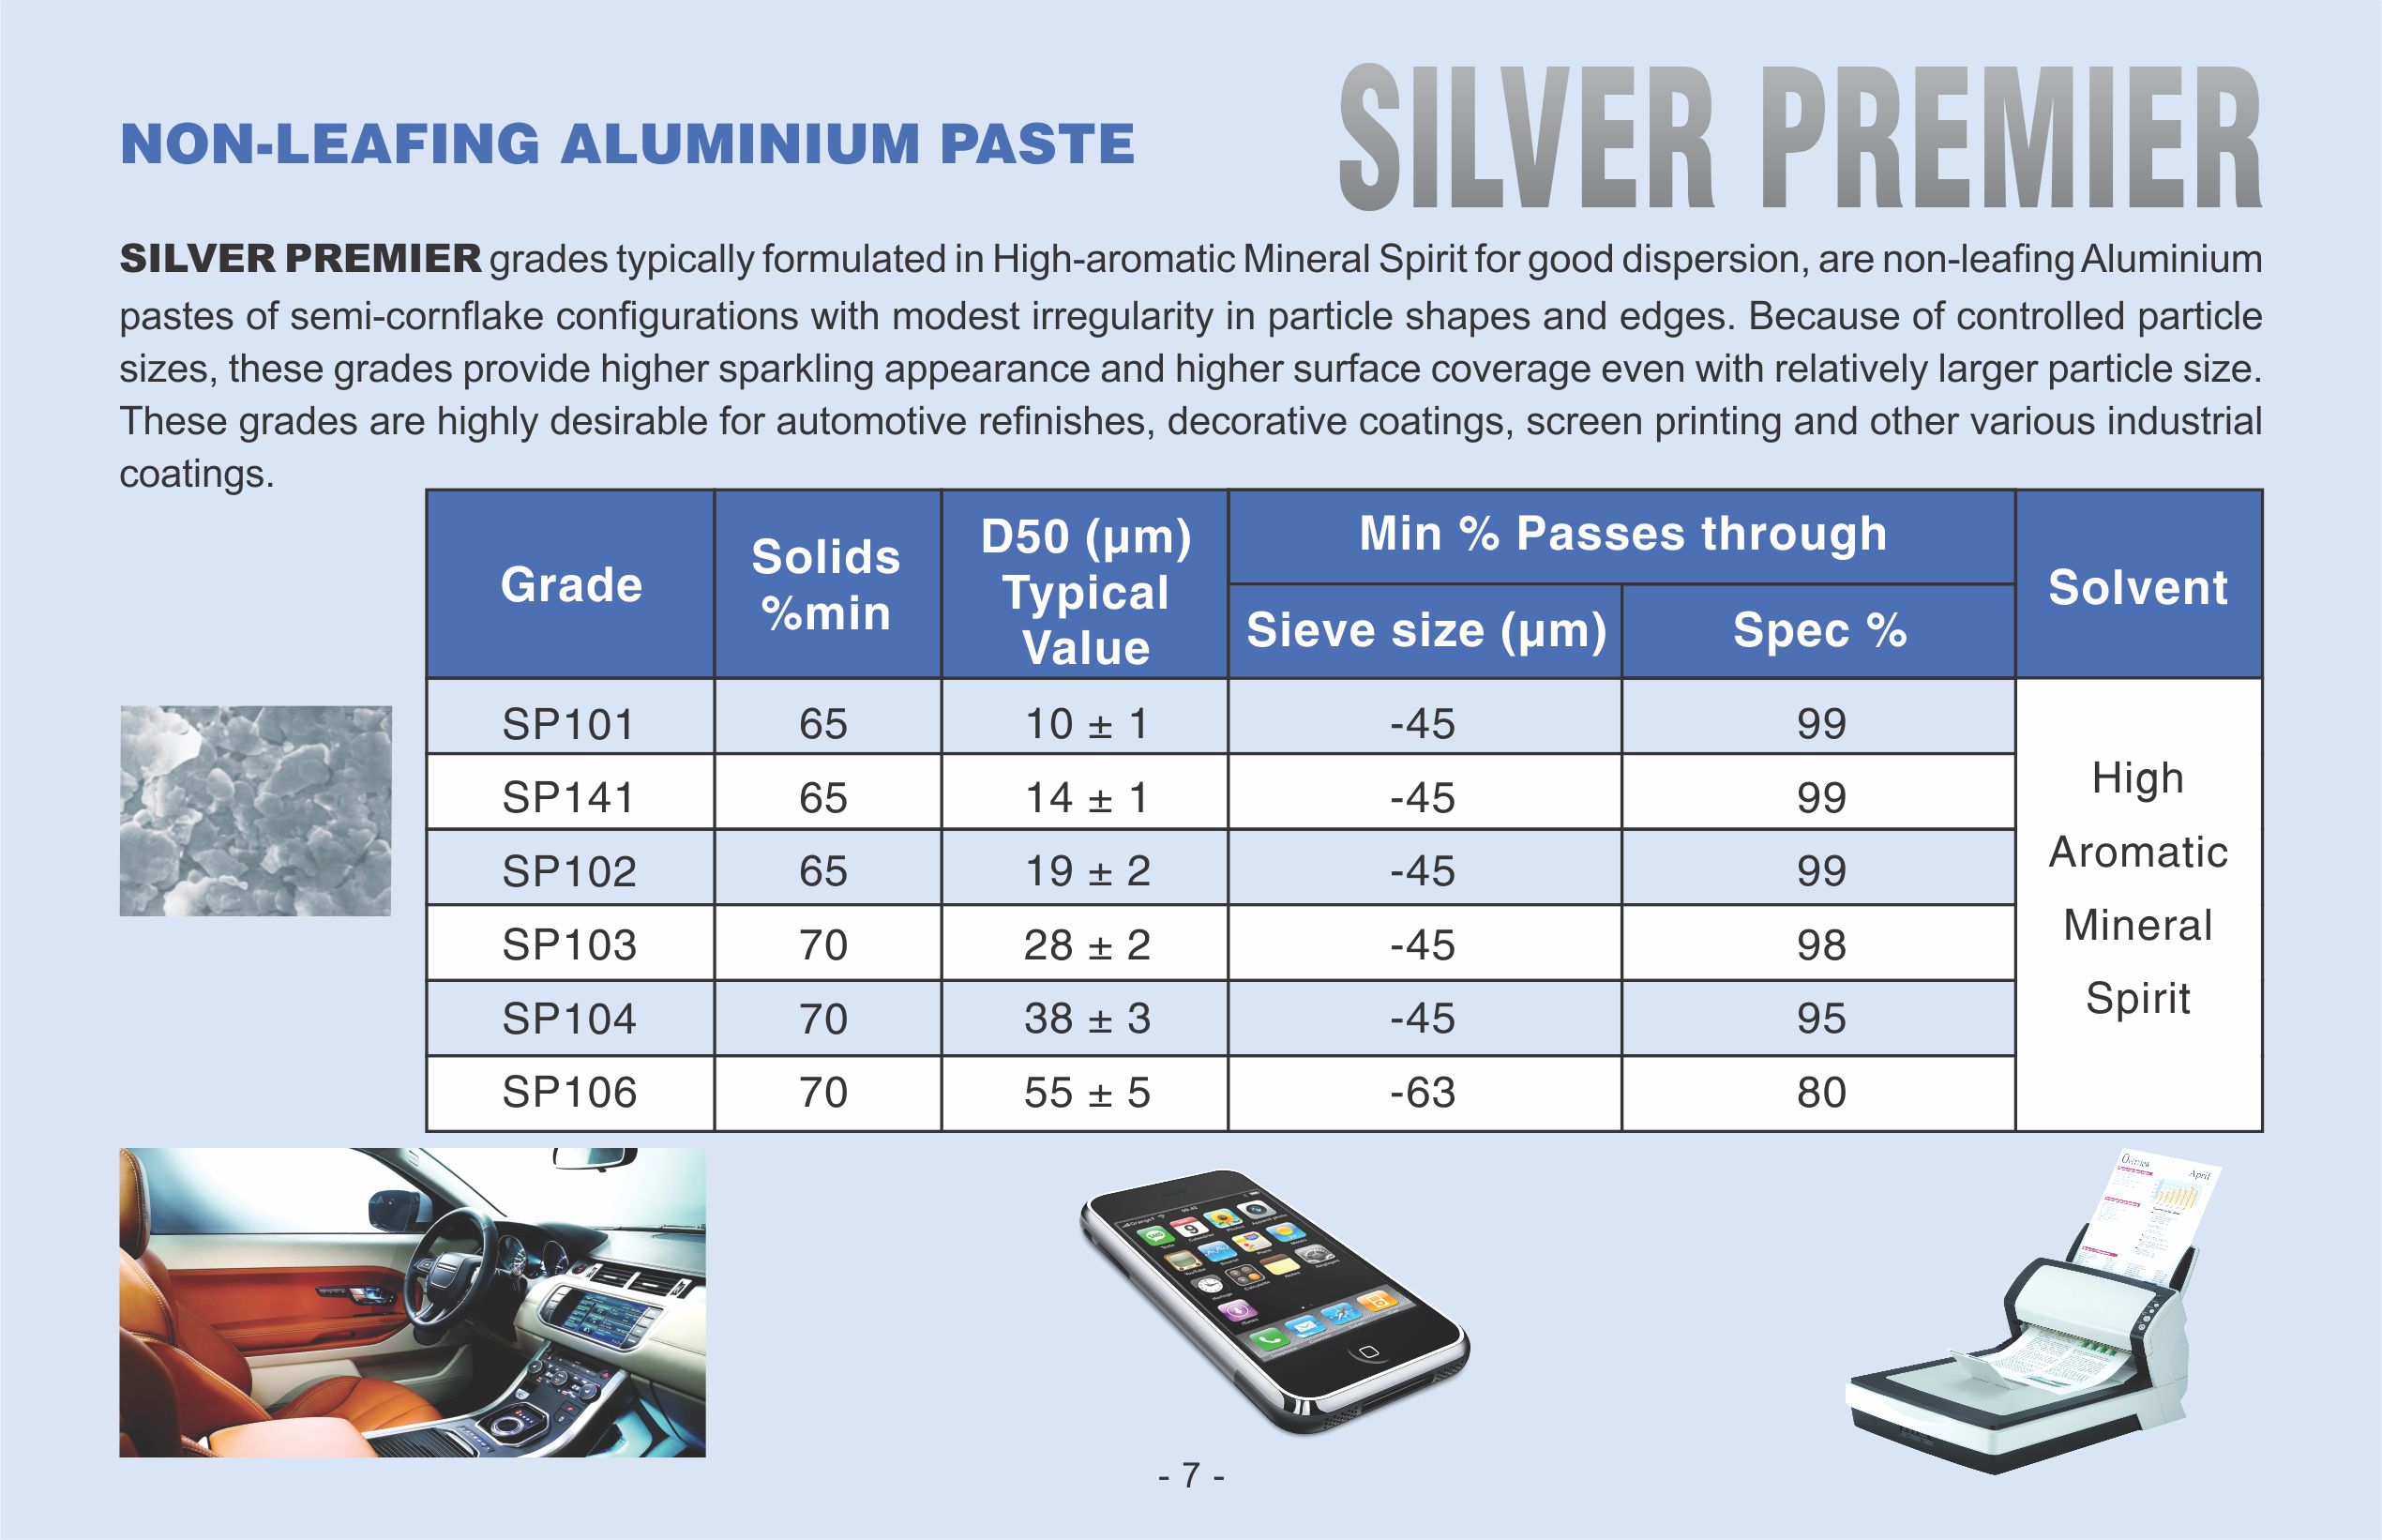 NON-LEAFING ALUMINIUM PASTE
SILVER PREMIER
SILVER PREMIER grades typically formulated in High-aromatic Mineral Spirit for good dispersion, are non-leafing Aluminium
pastes of semi-cornflake configurations with modest irregularity in particle shapes and edges. Because of controlled particle
sizes, these grades provide higher sparkling appearance and higher surface coverage even with relatively larger particle size.
These grades are highly desirable for automotive refinishes, decorative coatings, screen printing and other various industrial
coatings.
Grade
Solids
%min
D50 (µm)
Typical
Value
Min % Passes through
Sieve size (µm)
Spec %
Solvent
SP101 65 10 ± 1 -45 99
SP141 65 14 ± 1 -45 99
SP102 65 19 ± 2 -45 99
SP103 70 28 ± 2 -45 98
SP104 70 38 ± 3 -45 95
SP106 70 55 ± 5 -63 80
High
Aromatic
Mineral
Spirit
Overview
April
- 7 -